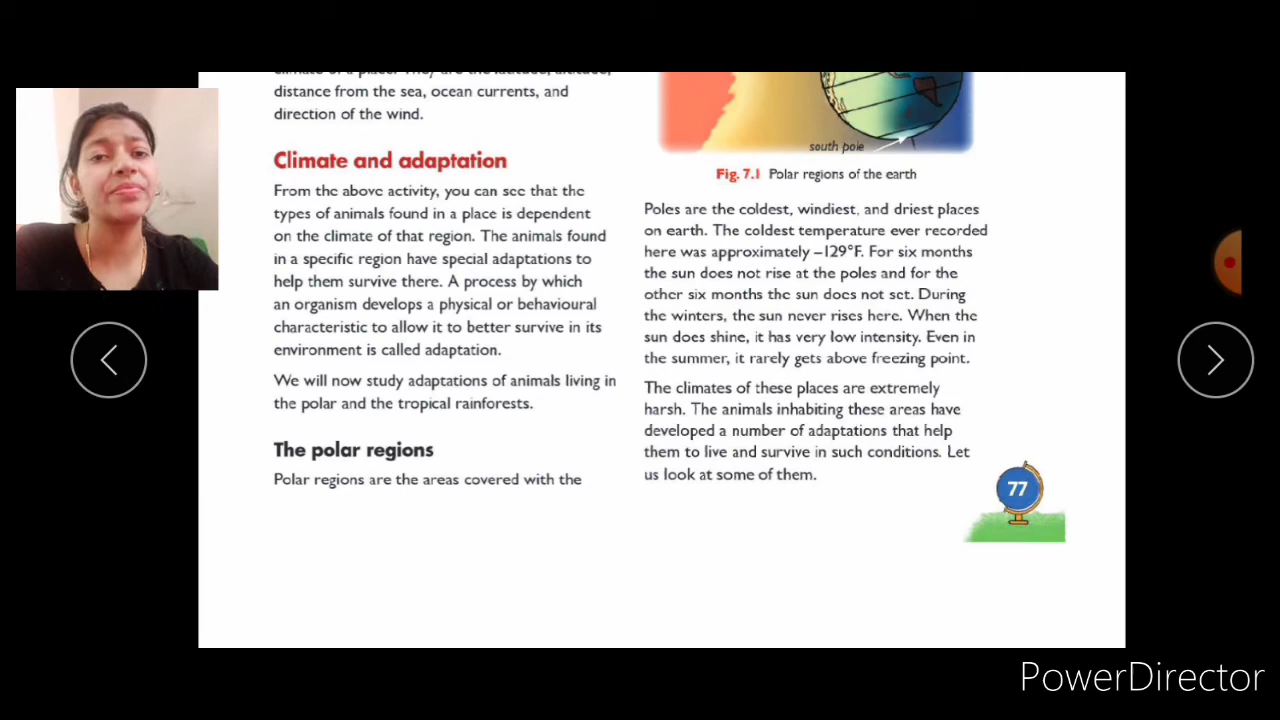 climate of a place. They are the latitude, altitude,
distance from the sea, ocean currents, and
direction of the wind.
Climate and adaptation
From the above activity, you can see that the
types of animals found in a place is dependent
on the climate of that region. The animals found
in a specific region have special adaptations to
help them survive there. A process by which
an organism develops a physical or behavioural
characteristic to allow it to better survive in its
environment is called adaptation.
We will now study adaptations of animals living in
the polar and the tropical rainforests.
The polar regions
Polar regions are the areas covered with the
south pole
Fig. 7.1 Polar regions of the earth
Poles are the coldest, windiest, and driest places
on earth. The coldest temperature ever recorded
here was approximately –129°F. For six months
the sun does not rise at the poles and for the
other six months the sun does not set. During
the winters, the sun never rises here. When the
sun does shine, it has very low intensity. Even in
the summer, it rarely gets above freezing point.
The climates of these places are extremely
harsh. The animals inhabiting these areas have
developed a number of adaptations that help
them to live and survive in such conditions. Let
us look at some of them.
77
PowerDirector